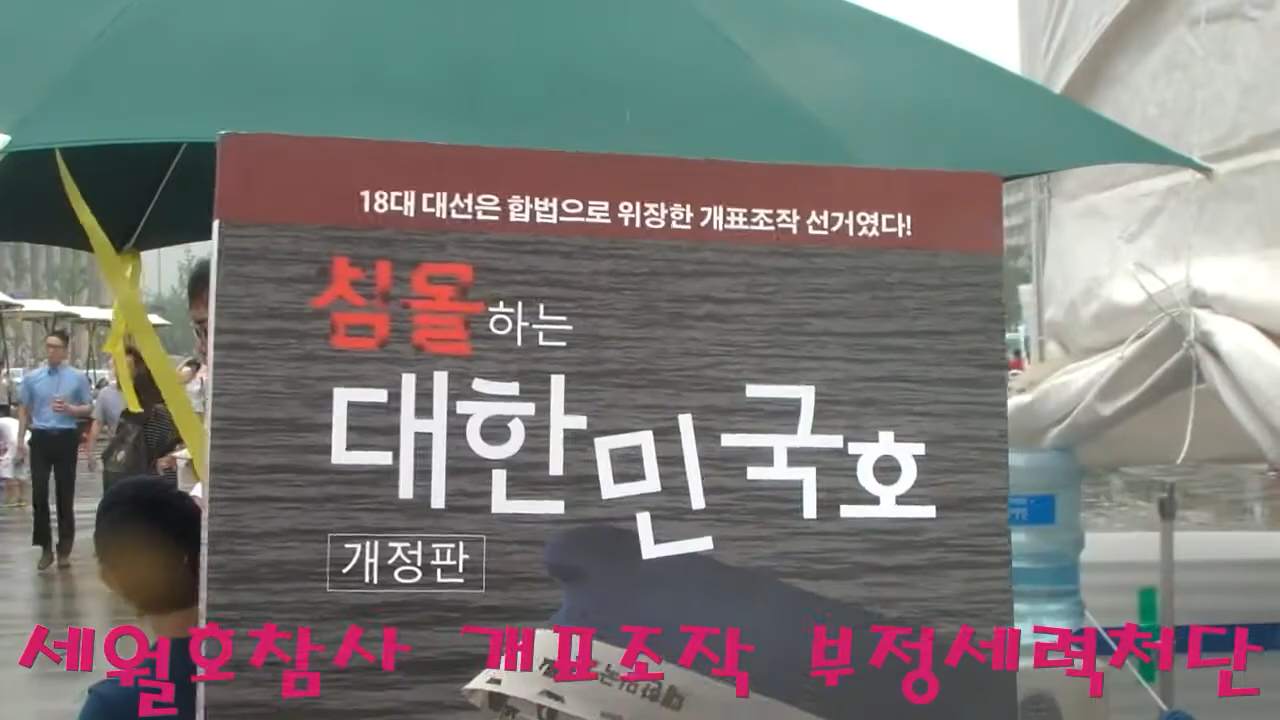 18대 대선은 합법으로 위장한 개표조작 선거였다!
침몰하는
대한민국호
개정판
세월호참사 개표조작 부정세력처단